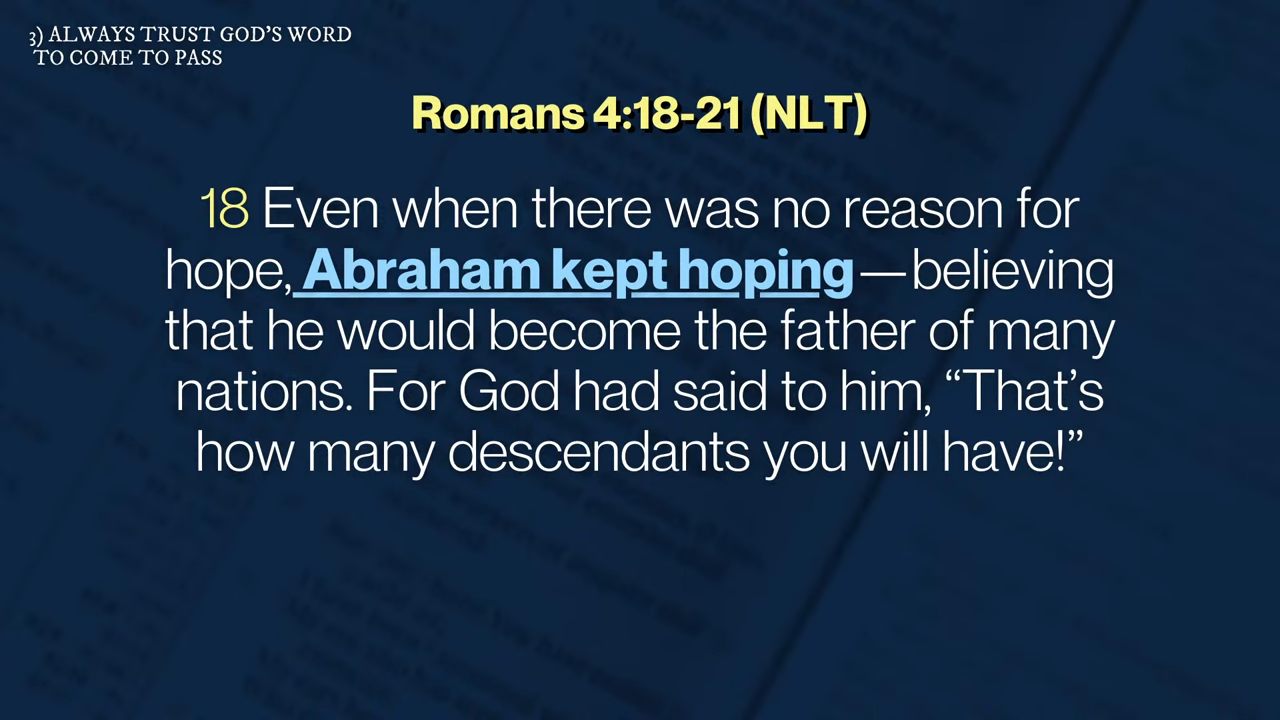 3) ALWAYS TRUST GOD'S WORD
TO COME TO PASS
Romans 4:18-21 (NLT)
18 Even when there was no reason for
hope, Abraham kept hoping—believing
that he would become the father of many
nations. For God had said to him, “That’s
how many descendants you will have!”